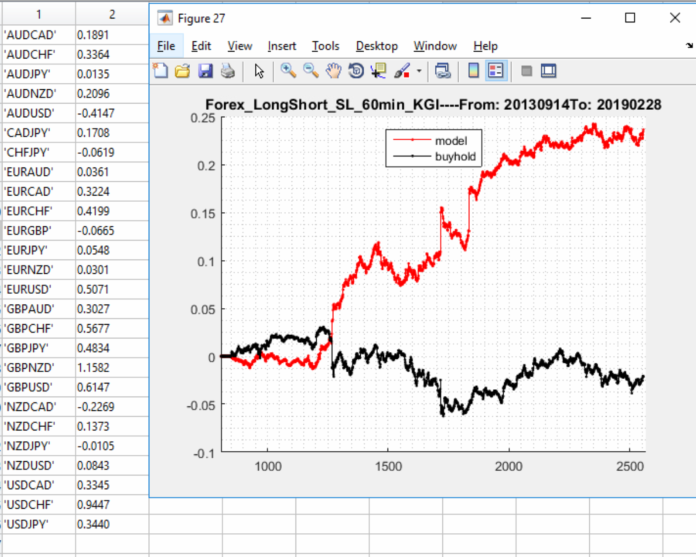 1 2
'AUDCAD' 0.1891
'AUDCHF' 0.3364
'AUDJPY' 0.0135
'AUDNZD' 0.2096
'AUDUSD' -0.4147
'CADJPY' 0.1708
'CHFJPY' -0.0619
'EURAUD' 0.0361
'EURCAD' 0.3224
'EURCHF' 0.4199
'EURGBP' -0.0665
'EURJPY' 0.0548
'EURNZD' 0.0301
'EURUSD' 0.5071
'GBPAUD' 0.3027
'GBPCHF' 0.5677
'GBPJPY' 0.4834
'GBPNZD' 1.1582
'GBPUSD' 0.6147
'NZDCAD' -0.2269
'NZDCHF' 0.1373
'NZDJPY' -0.0105
'NZDUSD' 0.0843
'USDCAD' 0.3345
'USDCHF' 0.9447
'USDJPY' 0.3440
Figure 27
File Edit View Insert Tools Desktop Window Help
Forex_LongShort_SL_60min_KGI----From: 20130914To: 20190228
0.25
0.2
0.15
0.1
0.05
0
-0.05
-0.1
model
buyhold
1000 1500 2000 2500